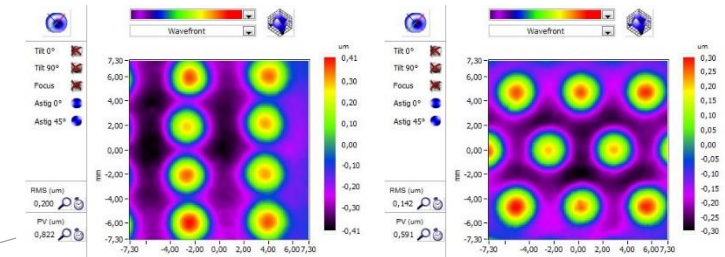 Wavefront
um
Tilt 0°
Tilt 90°
Focus
Astig 0°
Astig 45°
RMS (um)
0,200
PV (um)
0,822
mm
7,30
6,00
4,00
2,00
0,00
-2,00
-4,00
-6,00
-7,30
-7,30 -4,00 -2,00 0,00 2,00 4,00 6,00 7,30
0,41
0,30
0,20
0,10
0,00
-0,10
-0,20
-0,30
-0,41
Wavefront
um
Tilt 0°
Tilt 90°
Focus
Astig 0°
Astig 45°
RMS (um)
0,142
PV (um)
0,591
mm
7,30
6,00
4,00
2,00
0,00
-2,00
-4,00
-6,00
-7,30
-7,30 -4,00 -2,00 0,00 2,00 4,00 6,00 7,30
0,30
0,25
0,20
0,15
0,10
0,05
0,00
-0,05
-0,10
-0,15
-0,20
-0,25
-0,30